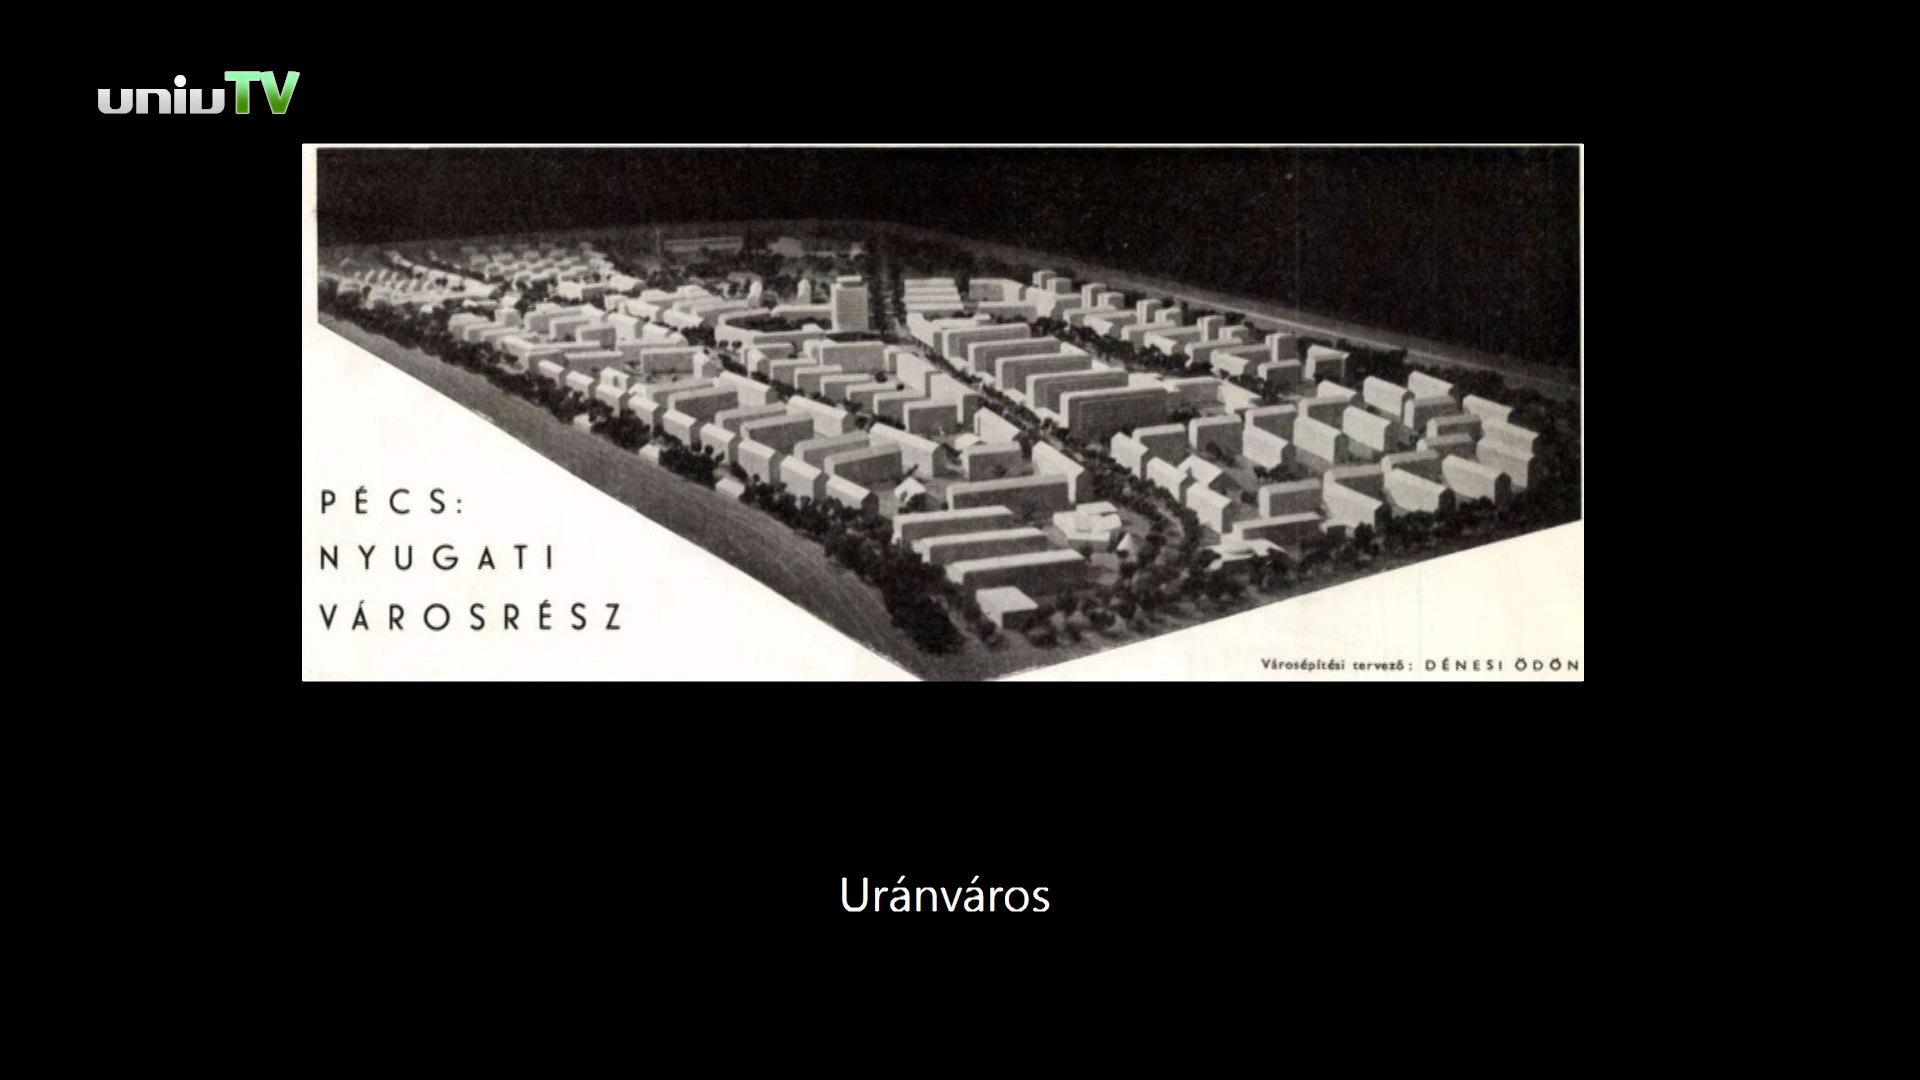 univTV
PÉCS:
NYUGATI
VÁROSRÉSZ
Városépítési tervező: DÉNESI ÖDÖN
Uránváros